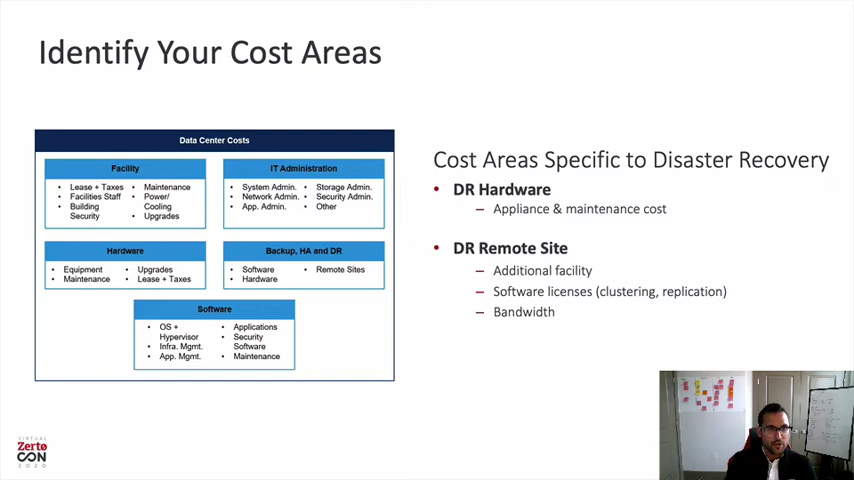 Identify Your Cost Areas
Data Center Costs
Facility
• Lease + Taxes
• Facilities Staff
• Building
Security
• Maintenance
• Power/
Cooling
• Upgrades
IT Administration
• System Admin.
• Network Admin.
• App. Admin.
• Storage Admin.
• Security Admin.
• Other
Hardware
• Equipment
• Maintenance
• Upgrades
• Lease + Taxes
Backup, HA and DR
• Software
• Hardware
• Remote Sites
Software
• OS +
Hypervisor
• Infra. Mgmt.
• App. Mgmt.
• Applications
• Security
Software
• Maintenance
Cost Areas Specific to Disaster Recovery
• DR Hardware
– Appliance & maintenance cost
• DR Remote Site
– Additional facility
– Software licenses (clustering, replication)
– Bandwidth
VIRTUAL
Zerto
CON
2020